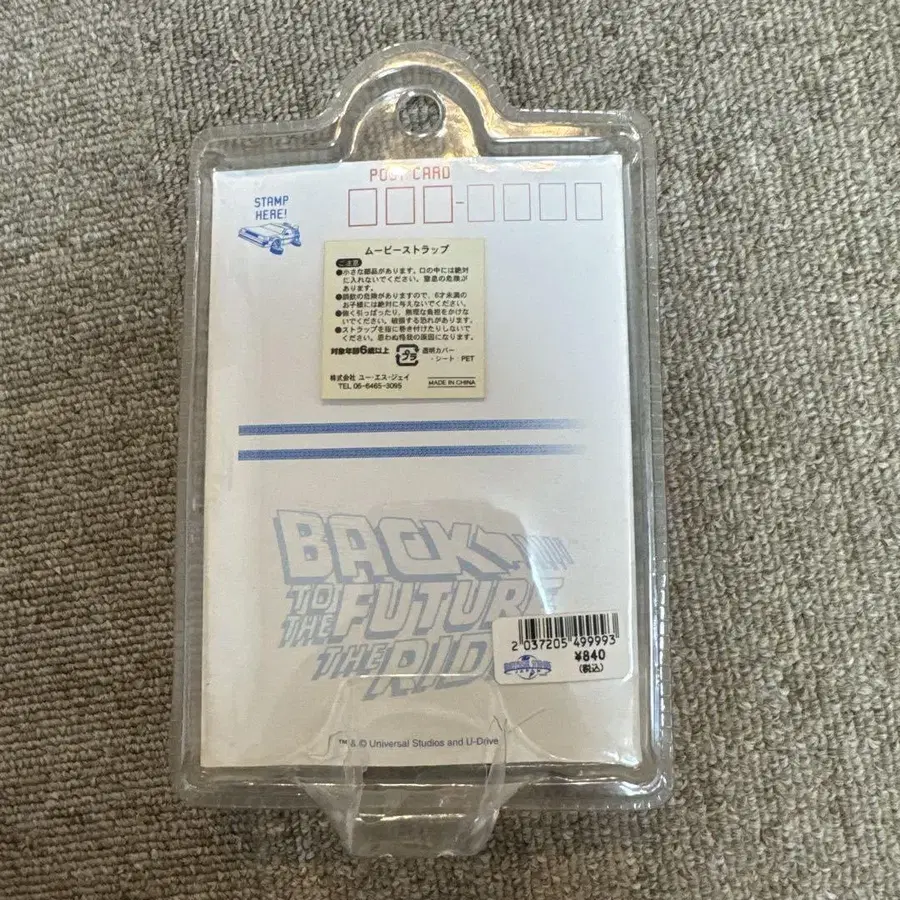 POST CARD
STAMP
HERE!
ムービーストラップ
ご注意
●小さな部品があります。口の中には絶対
に入れないでください。窒息の危険が
あります。
●誤飲の危険がありますので、6才未満の
お子様には絶対に与えないでください。
●強く引っぱったり、無理な負担をかけな
いでください。破損する恐れがあります。
●ストラップを指に巻き付けたりしないで
ください。思わぬ怪我の原因になります。
対象年齢6歳以上
プラ
透明カバー
・シート:PET
株式会社 ユー・エス・ジェイ
TEL 06-6465-3095
MADE IN CHINA
BACK
TO THE FUTURE
THE RIDE
2 037205 499993
¥840
(税込)
UNIVERSAL STUDIOS
JAPAN
™ & © Universal Studios and U-Drive